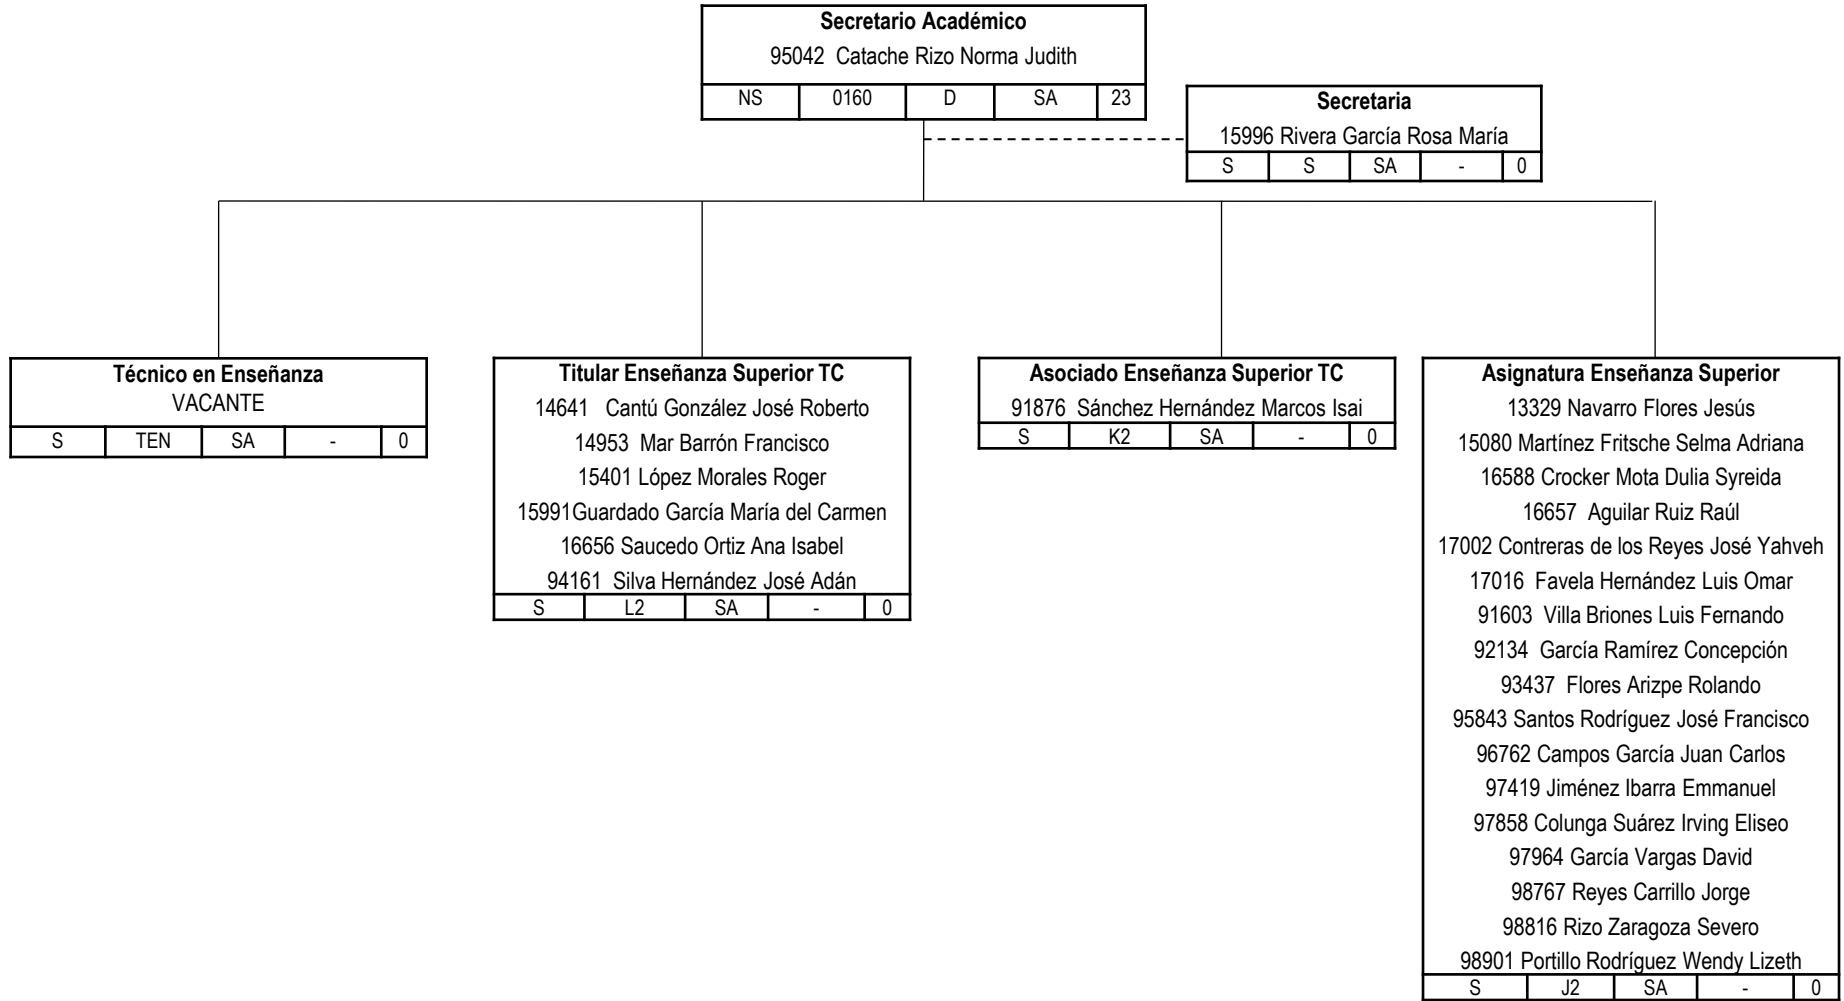 Secretario Académico
95042 Catache Rizo Norma Judith
NS 0160 D SA 23
Secretaria
15996 Rivera García Rosa María
S S SA - 0
Técnico en Enseñanza
VACANTE
S TEN SA - 0
Titular Enseñanza Superior TC
14641 Cantú González José Roberto
14953 Mar Barrón Francisco
15401 López Morales Roger
15991Guardado García María del Carmen
16656 Saucedo Ortiz Ana Isabel
94161 Silva Hernández José Adán
S L2 SA - 0
Asociado Enseñanza Superior TC
91876 Sánchez Hernández Marcos Isai
S K2 SA - 0
Asignatura Enseñanza Superior
13329 Navarro Flores Jesús
15080 Martínez Fritsche Selma Adriana
16588 Crocker Mota Dulia Syreida
16657 Aguilar Ruiz Raúl
17002 Contreras de los Reyes José Yahveh
17016 Favela Hernández Luis Omar
91603 Villa Briones Luis Fernando
92134 García Ramírez Concepción
93437 Flores Arizpe Rolando
95843 Santos Rodríguez José Francisco
96762 Campos García Juan Carlos
97419 Jiménez Ibarra Emmanuel
97858 Colunga Suárez Irving Eliseo
97964 García Vargas David
98767 Reyes Carrillo Jorge
98816 Rizo Zaragoza Severo
98901 Portillo Rodríguez Wendy Lizeth
S J2 SA - 0